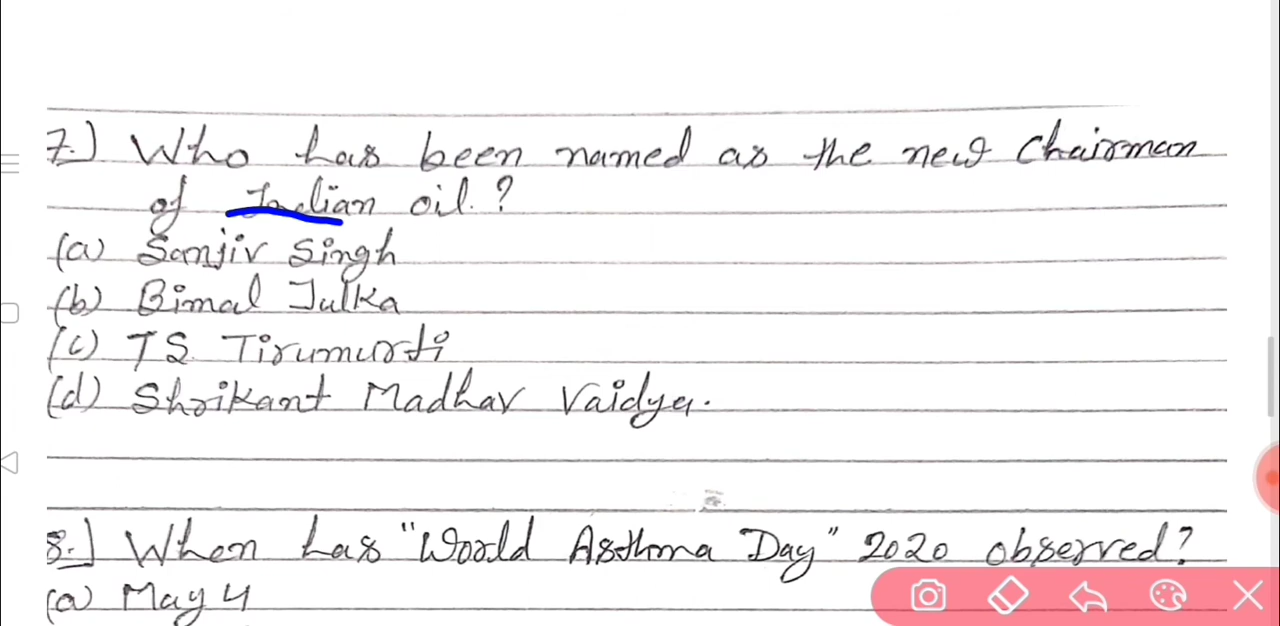 7.) Who has been named as the new Chairman
of Indian oil.?
(a) Sanjiv Singh
(b) Bimal Julka
(c) TS. Tirumurti
(d) Shrikant Madhav Vaidya.
8.] When has "World Asthma Day" 2020 observed?
(a) May 4